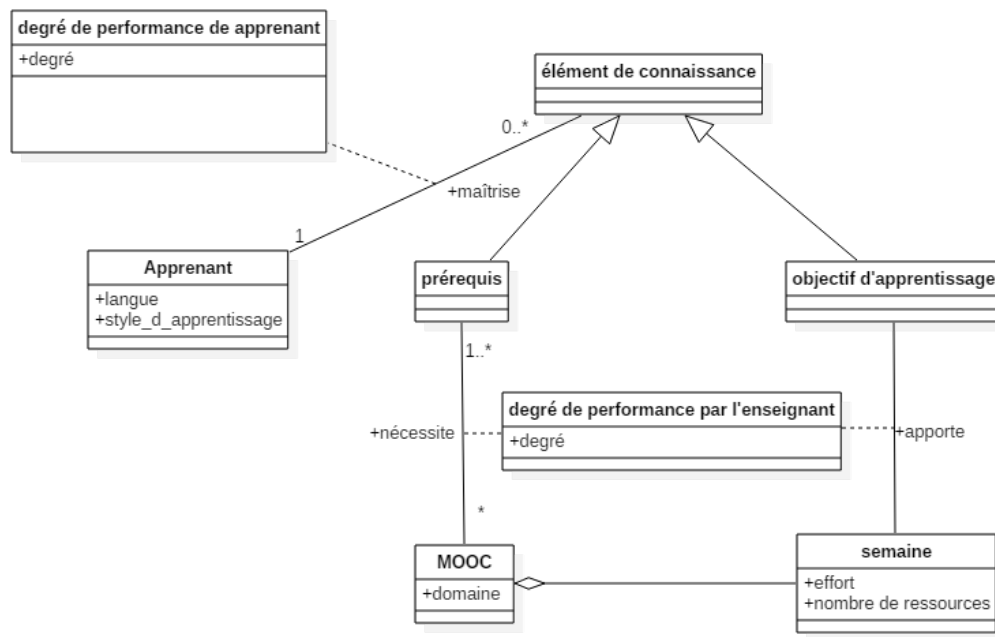 degré de performance de apprenant
+degré
élément de connaissance
0..*
+maîtrise
1
Apprenant
+langue
+style_d_apprentissage
prérequis
objectif d'apprentissage
1..*
degré de performance par l'enseignant
+degré
+nécessite
+apporte
*
MOOC
+domaine
semaine
+effort
+nombre de ressources